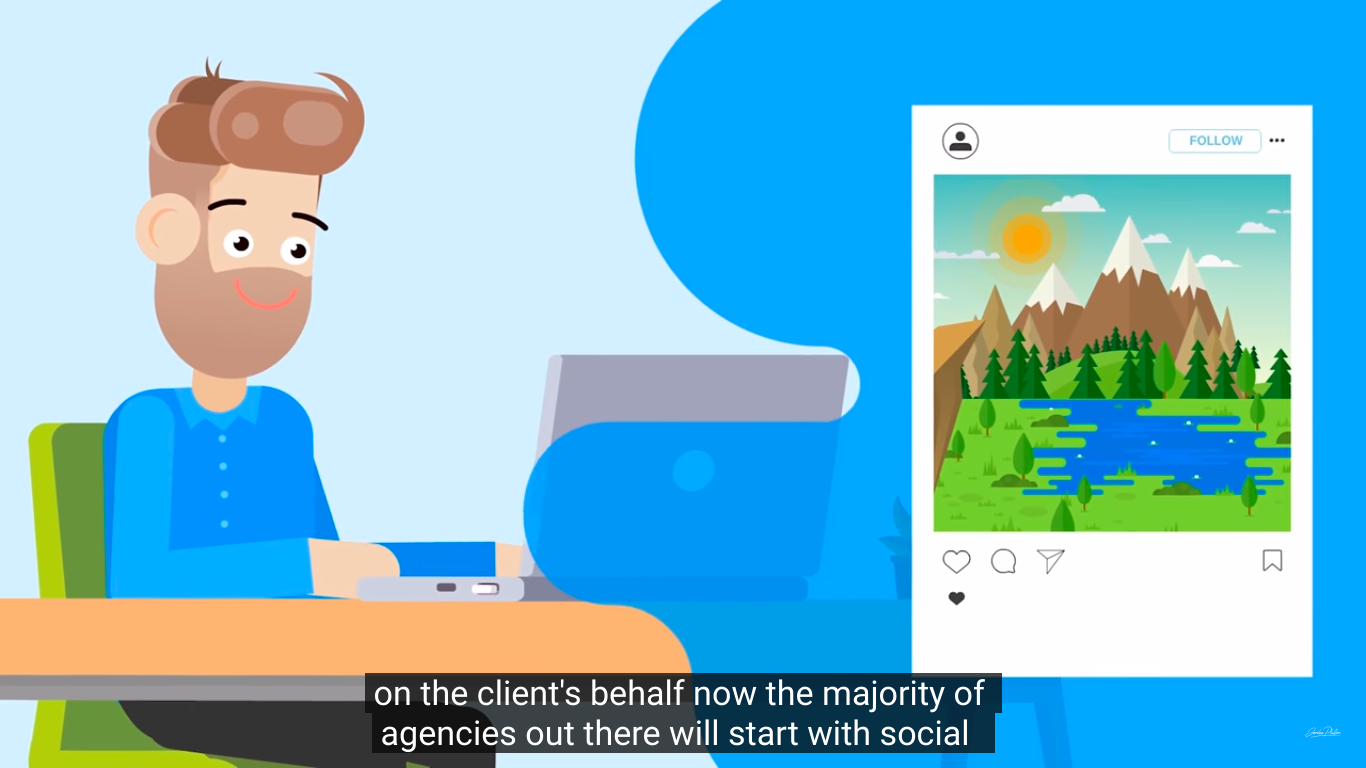 FOLLOW
on the client's behalf now the majority of
agencies out there will start with social